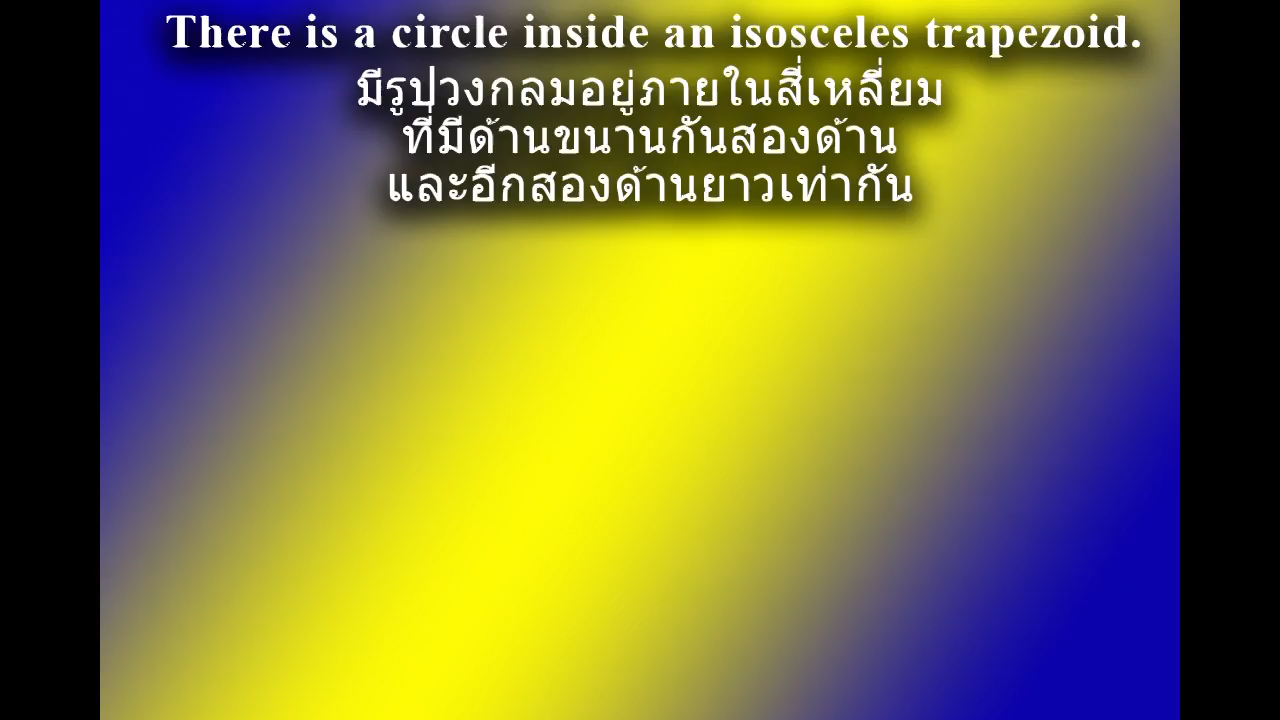 There is a circle inside an isosceles trapezoid.
มีรูปวงกลมอยู่ภายในสี่เหลี่ยม
ที่มีด้านขนานกันสองด้าน
และอีกสองด้านยาวเท่ากัน